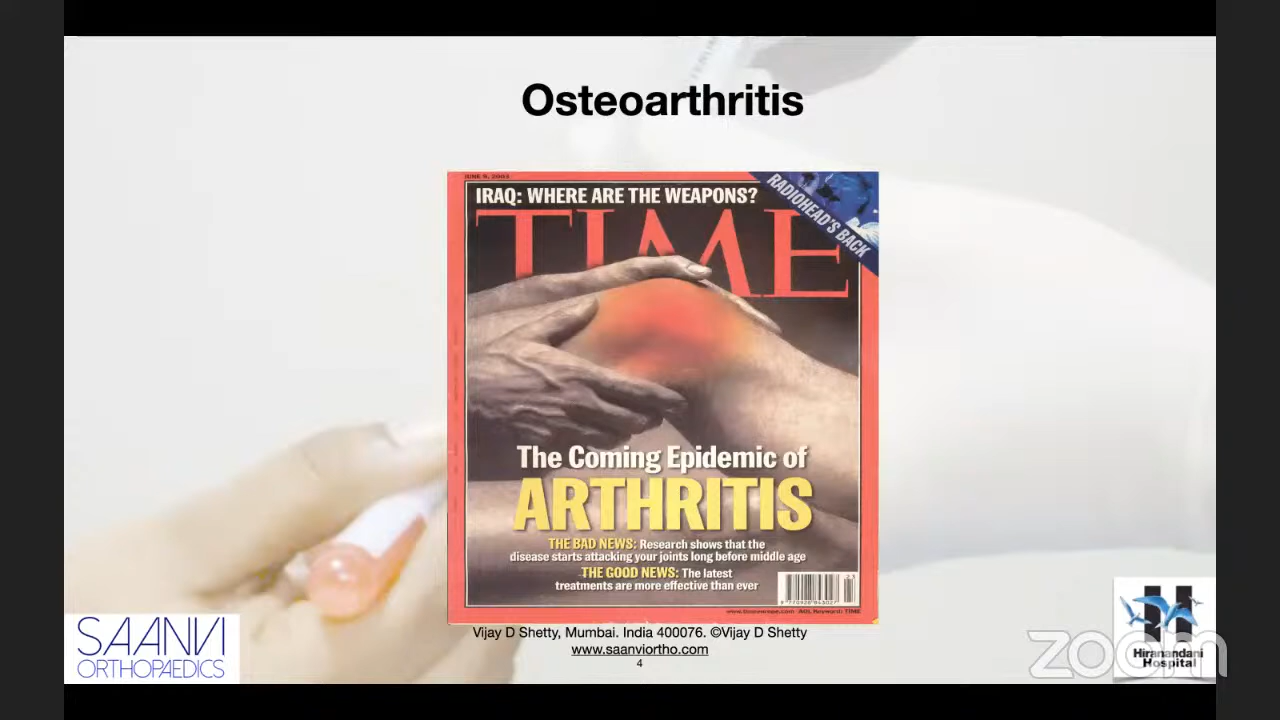 Osteoarthritis
JUNE 9, 2003
IRAQ: WHERE ARE THE WEAPONS?
RADIOHEAD'S BACK
TIME
The Coming Epidemic of
ARTHRITIS
THE BAD NEWS: Research shows that the
disease starts attacking your joints long before middle age
THE GOOD NEWS: The latest
treatments are more effective than ever
AOL Keyword: TIME
Vijay D Shetty, Mumbai. India 400076. ©Vijay D Shetty
www.saanviortho.com
4
SAANVI
ORTHOPAEDICS
H
Hiranandani
Hospital
zoom